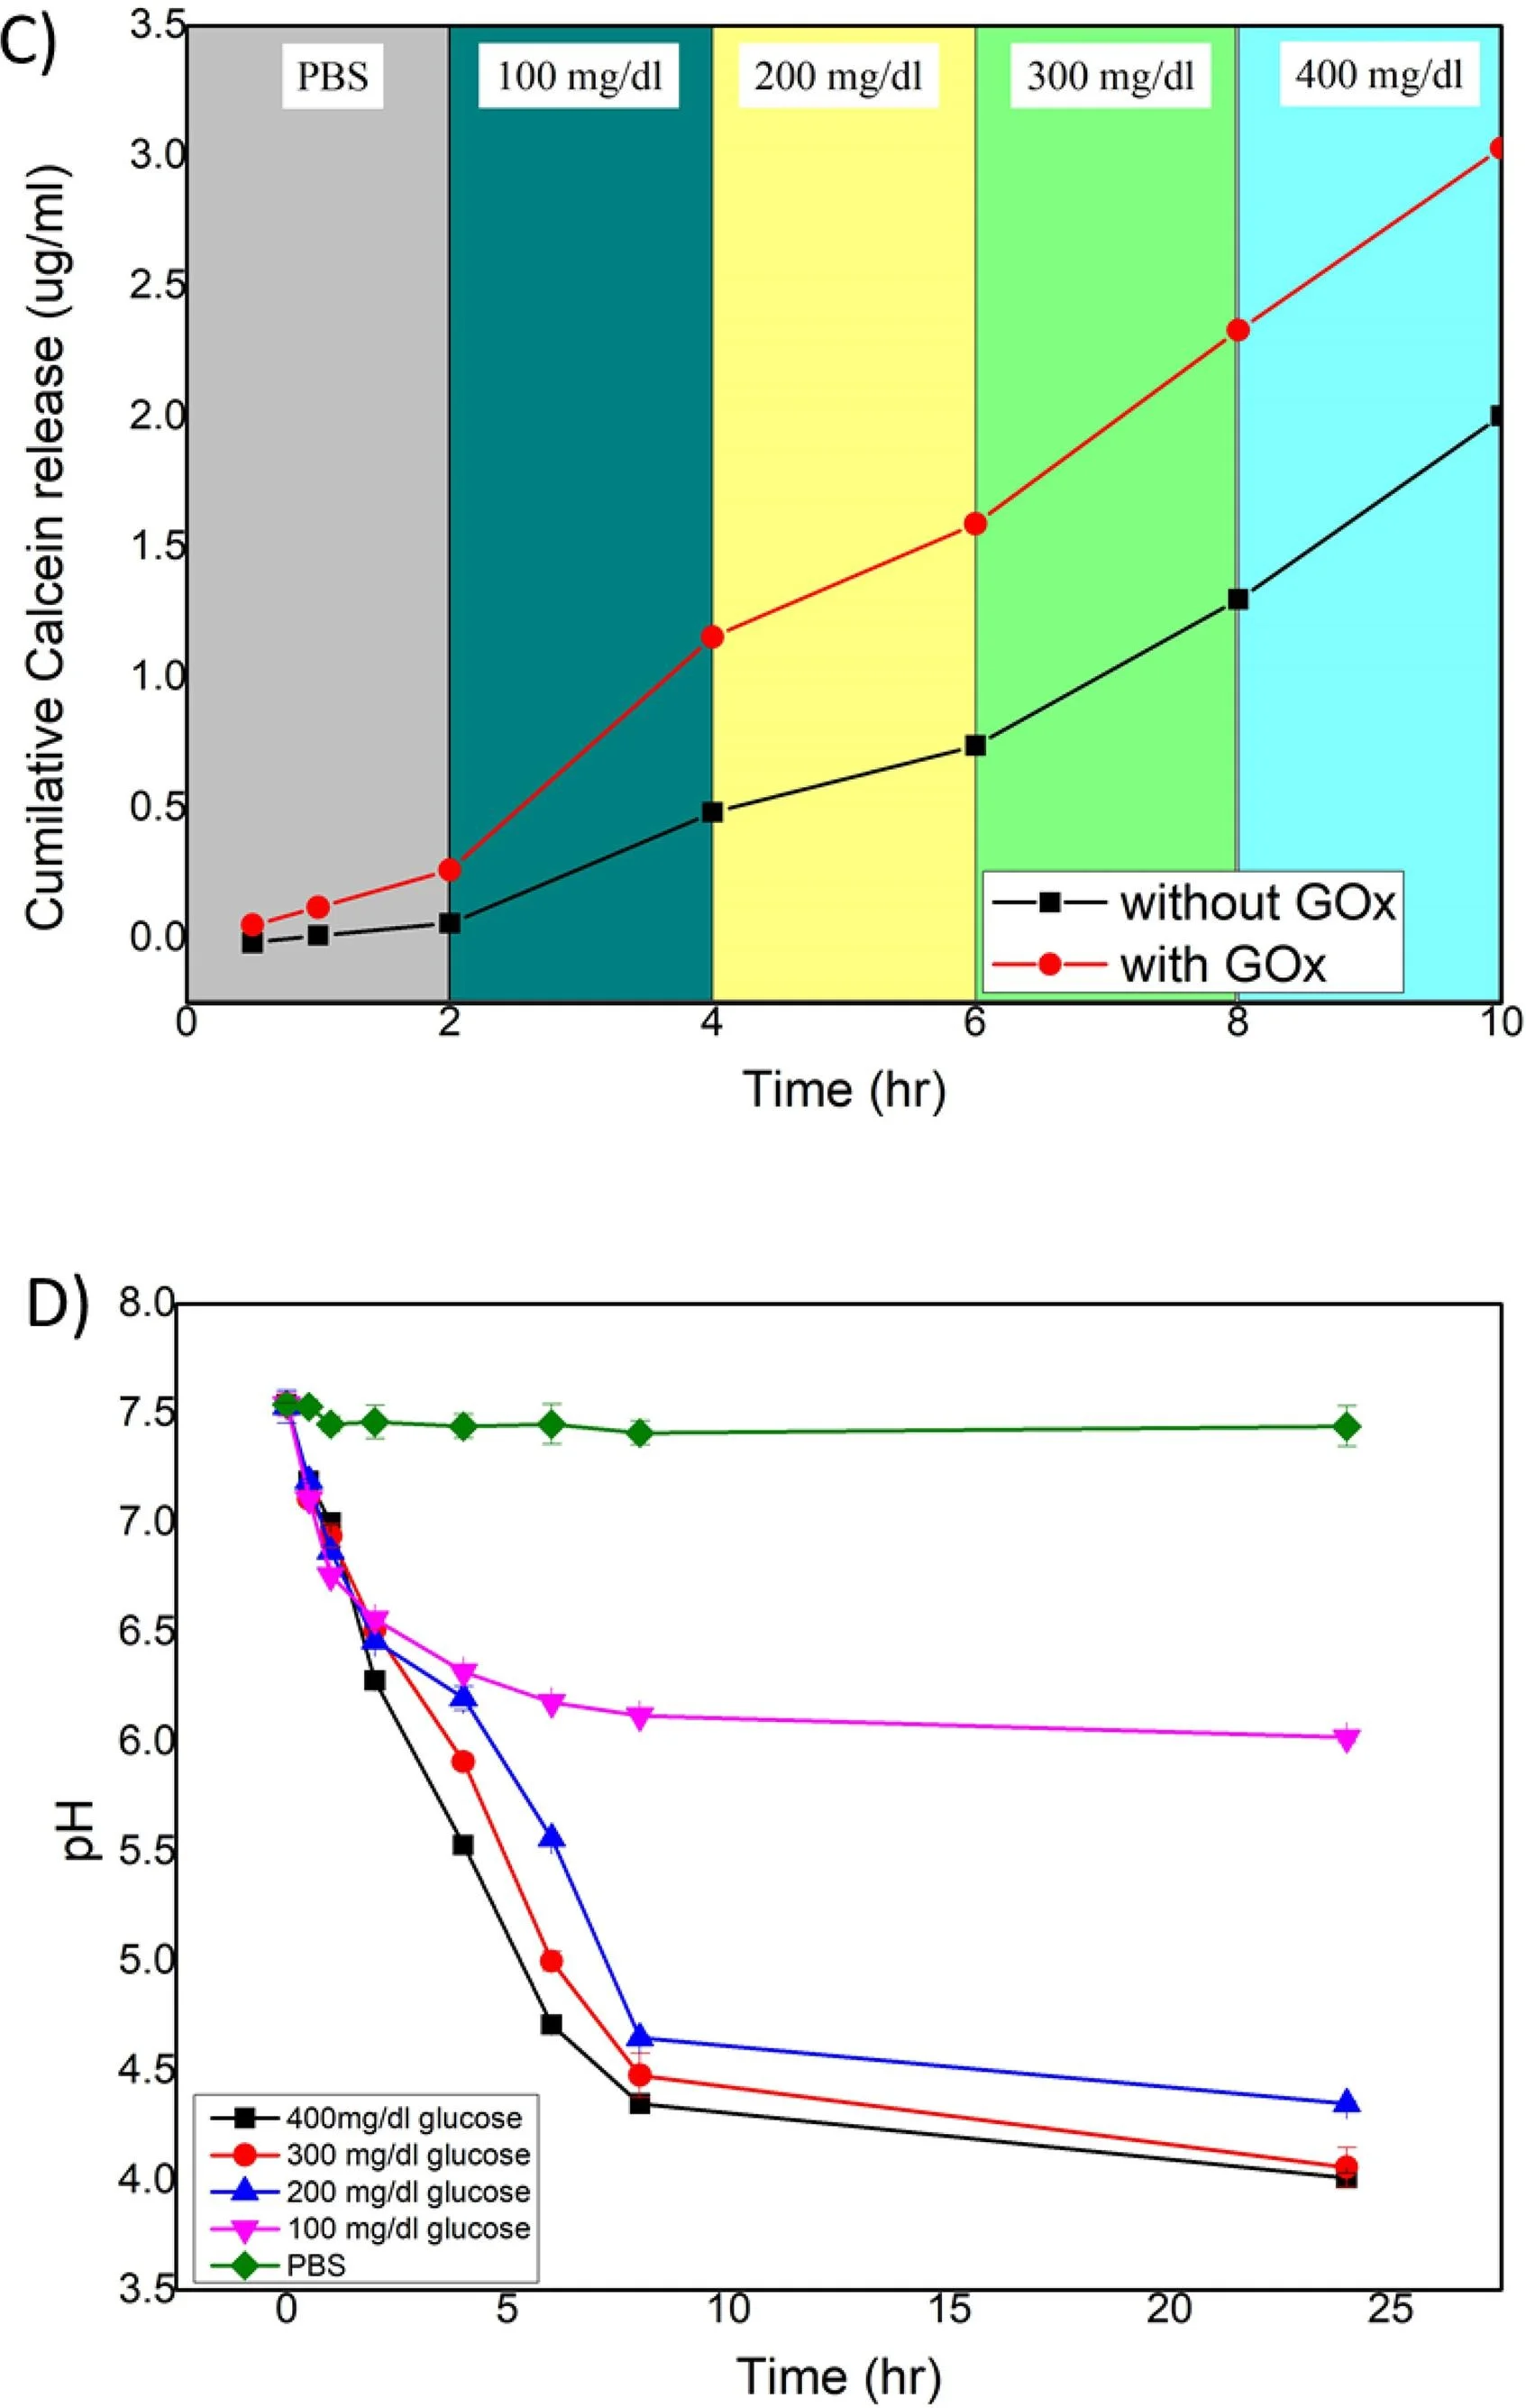 C)
PBS
100 mg/dl
200 mg/dl
300 mg/dl
400 mg/dl
3.5
3.0
2.5
2.0
1.5
1.0
0.5
0.0
Cumilative Calcein release (ug/ml)
without GOx
with GOx
0 2 4 6 8 10
Time (hr)
D)
8.0
7.5
7.0
6.5
6.0
5.5
5.0
4.5
4.0
3.5
pH
400mg/dl glucose
300 mg/dl glucose
200 mg/dl glucose
100 mg/dl glucose
PBS
0 5 10 15 20 25
Time (hr)